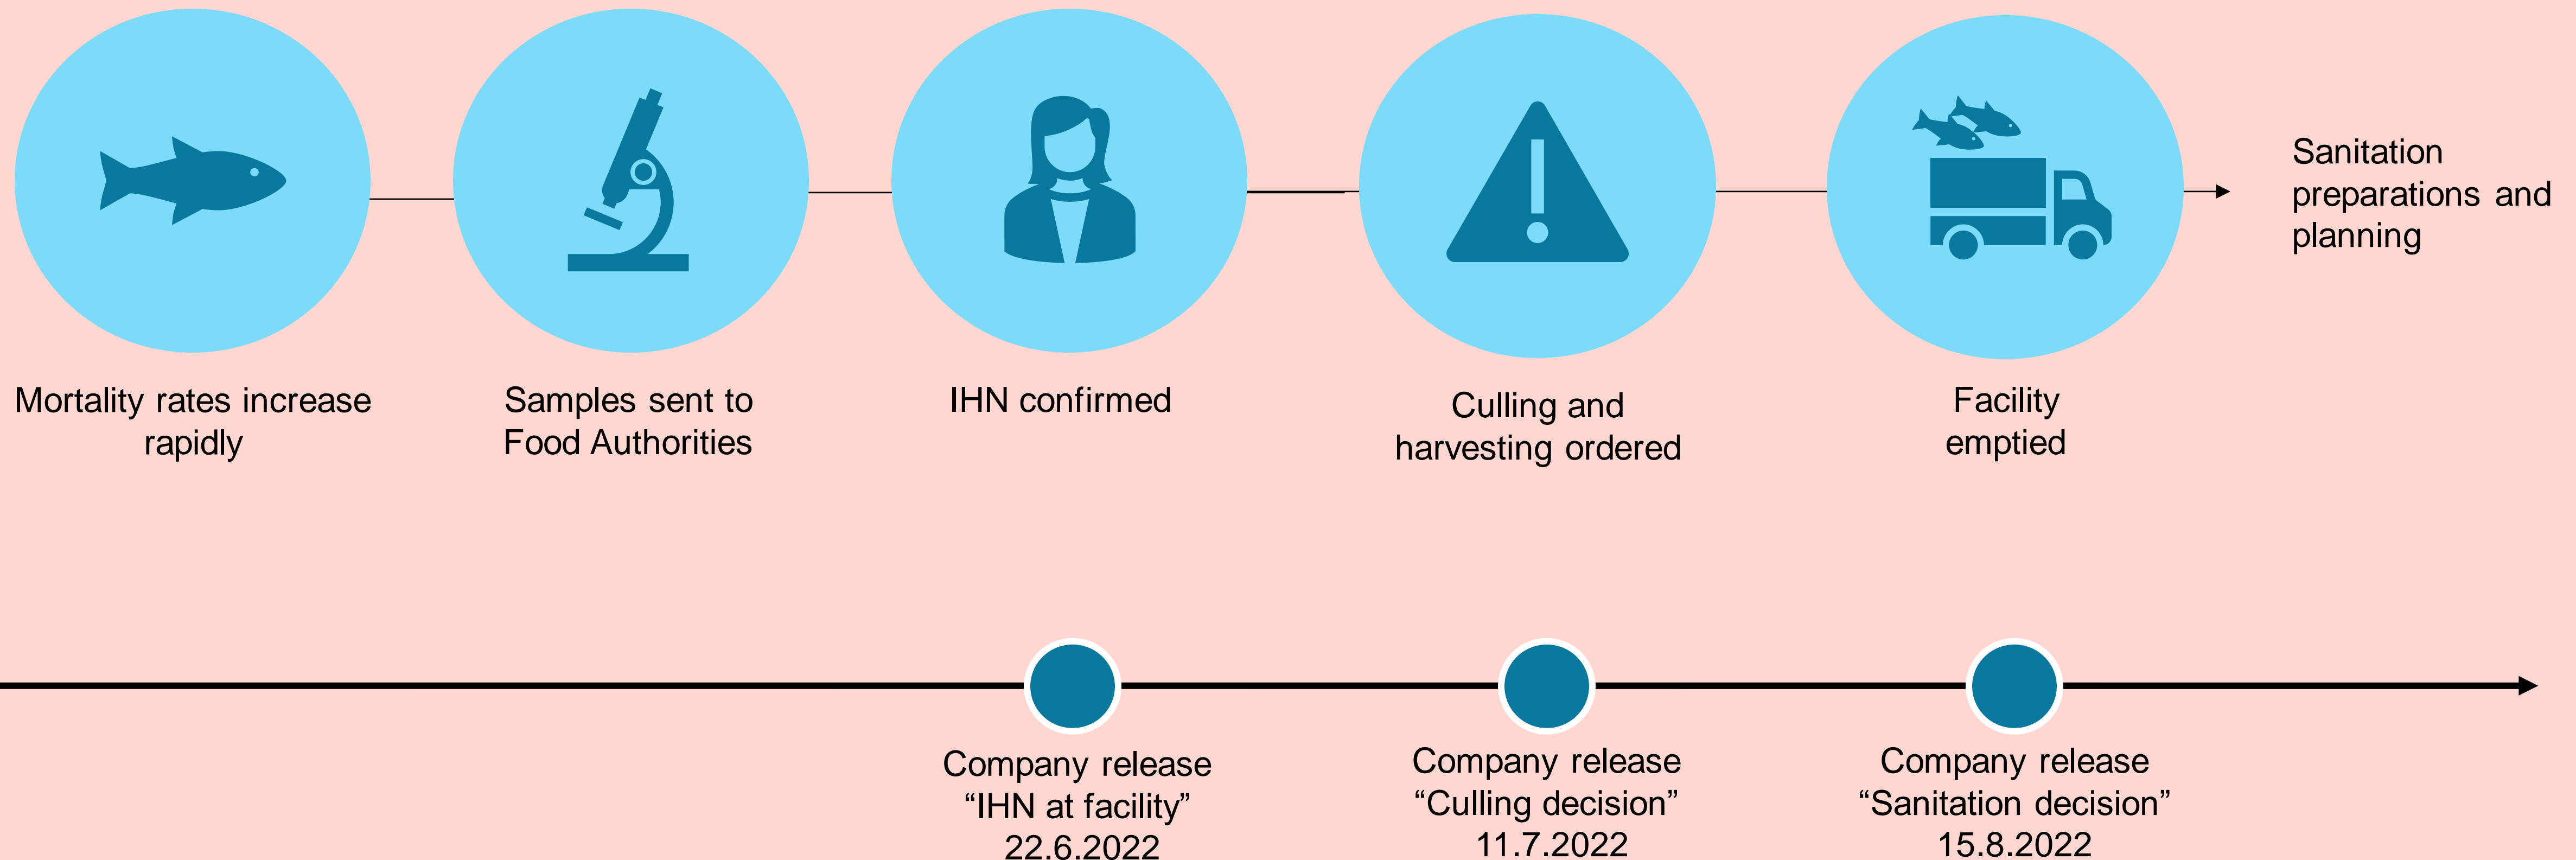 Mortality rates increase
rapidly
Samples sent to
Food Authorities
IHN confirmed
Culling and
harvesting ordered
Facility
emptied
Sanitation
preparations and
planning
Company release
“IHN at facility”
22.6.2022
Company release
“Culling decision”
11.7.2022
Company release
“Sanitation decision”
15.8.2022